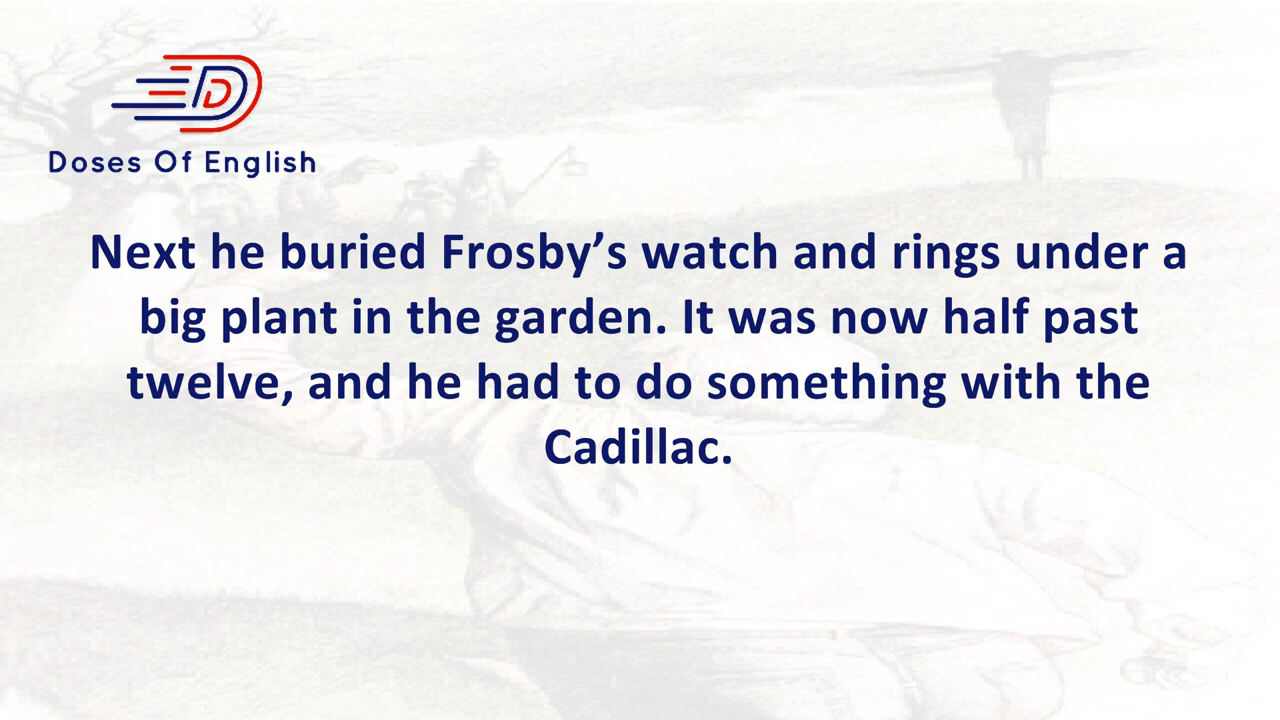 Doses Of English
Next he buried Frosby’s watch and rings under a
big plant in the garden. It was now half past
twelve, and he had to do something with the
Cadillac.